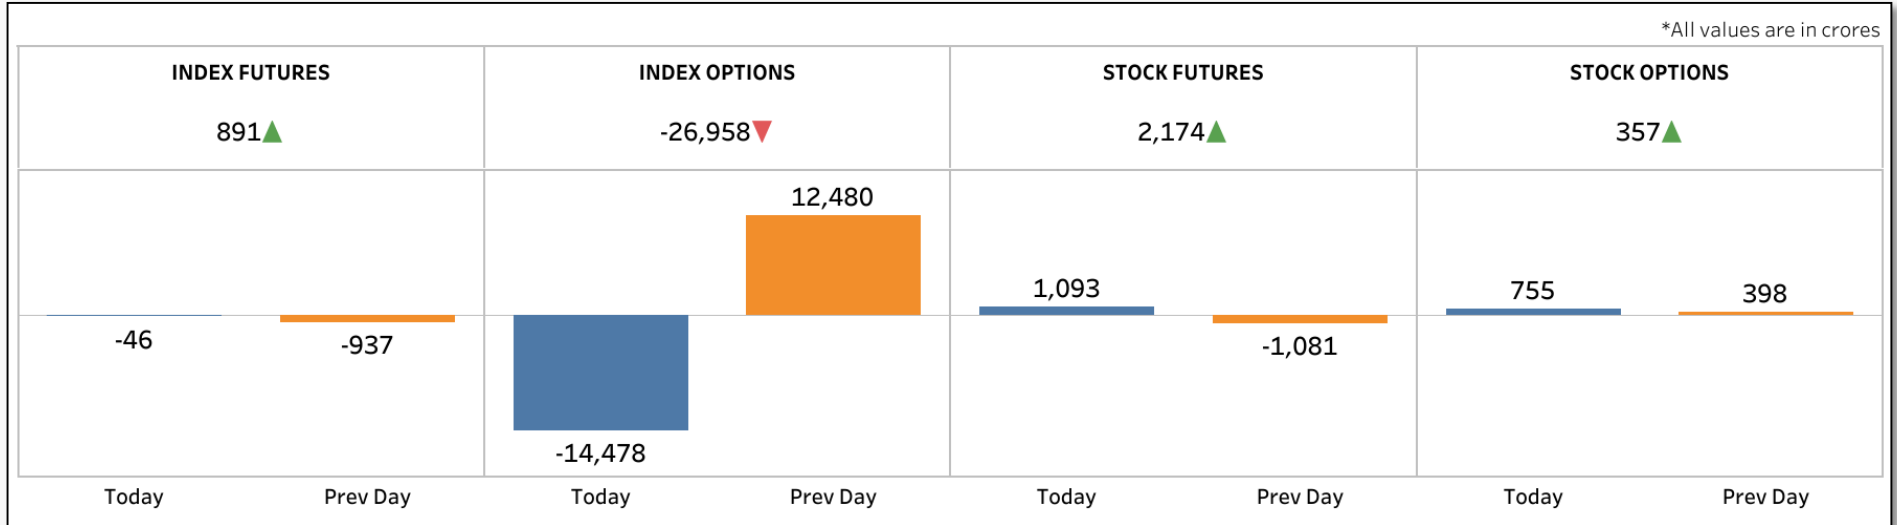 *All values are in crores
INDEX FUTURES
891▲
INDEX OPTIONS
-26,958▼
STOCK FUTURES
2,174▲
STOCK OPTIONS
357▲
-46
-937
-14,478
12,480
1,093
-1,081
755
398
Today
Prev Day
Today
Prev Day
Today
Prev Day
Today
Prev Day